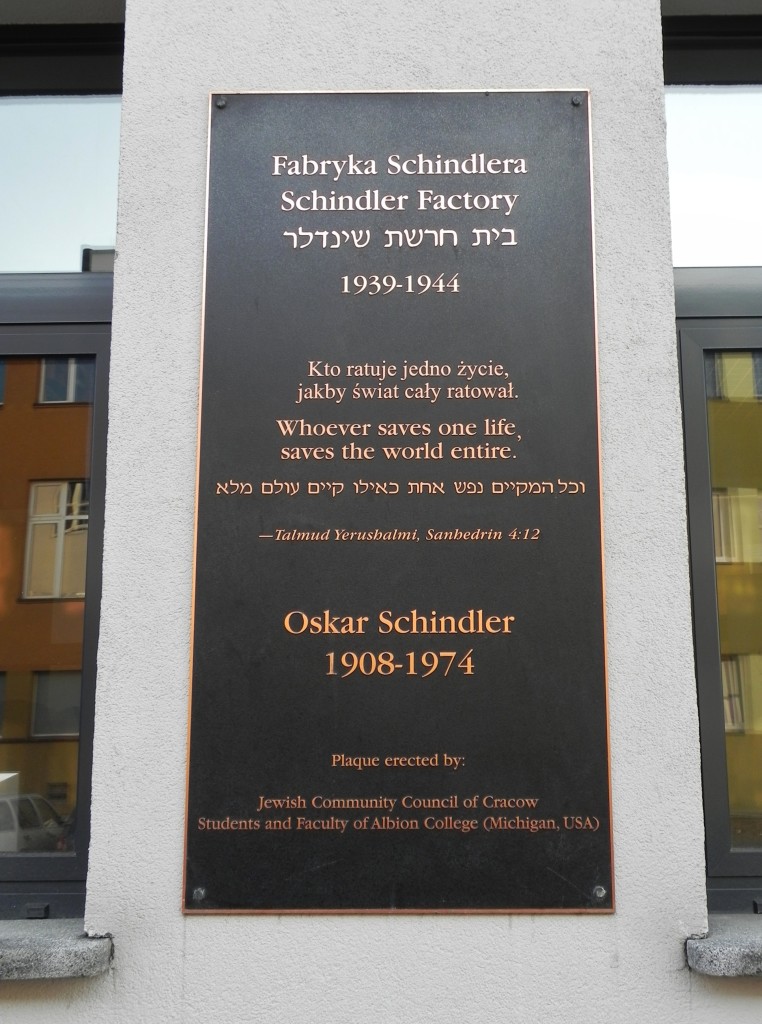 Fabryka Schindlera
Schindler Factory
בית חרשת שינדלר
1939-1944
Kto ratuje jedno życie,
jakby świat cały ratował.
Whoever saves one life,
saves the world entire.
וכל המקיים נפש אחת כאילו קיים עולם מלא
—Talmud Yerushalmi, Sanhedrin 4:12
Oskar Schindler
1908-1974
Plaque erected by:
Jewish Community Council of Cracow
Students and Faculty of Albion College (Michigan, USA)